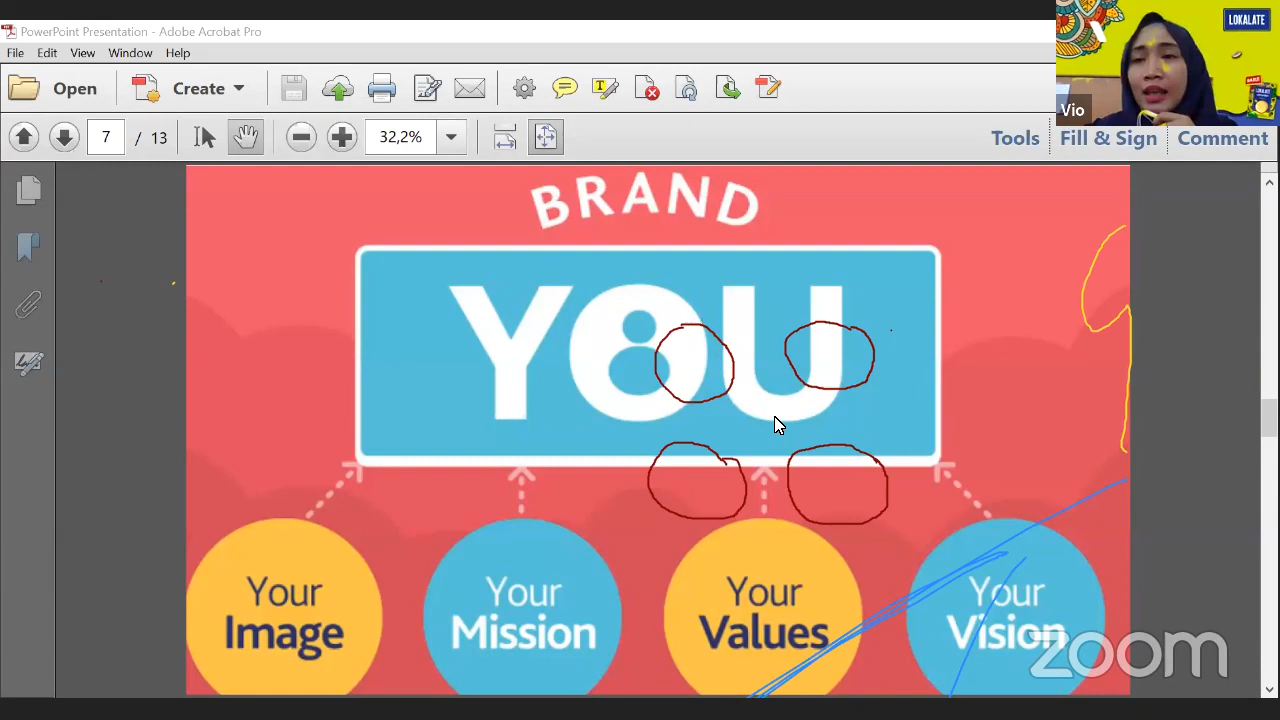 PowerPoint Presentation - Adobe Acrobat Pro
File Edit View Window Help
Open Create
7 / 13 32,2%
Tools Fill & Sign Comment
LOKALATE
Vio
BRAND
YOU
Your
Image
Your
Mission
Your
Values
Your
Vision
zoom